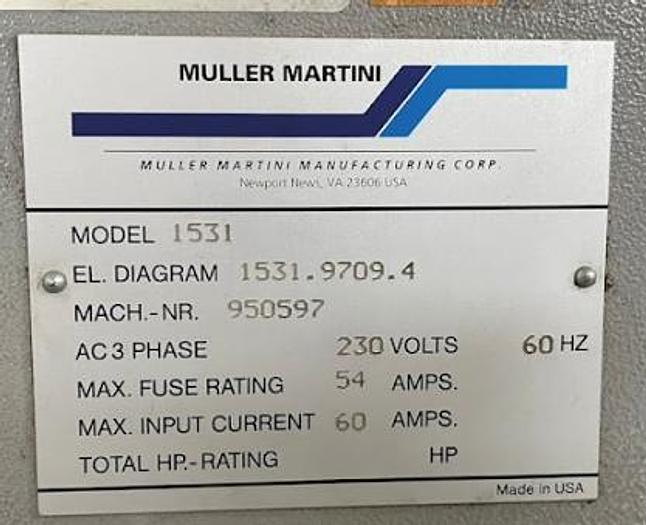 MULLER MARTINI
MULLER MARTINI MANUFACTURING CORP.
Newport News, VA 23606 USA
MODEL 1531
EL. DIAGRAM 1531.9709.4
MACH.-NR. 950597
AC 3 PHASE 230 VOLTS 60 HZ
MAX. FUSE RATING 54 AMPS.
MAX. INPUT CURRENT 60 AMPS.
TOTAL HP.-RATING HP
Made in USA